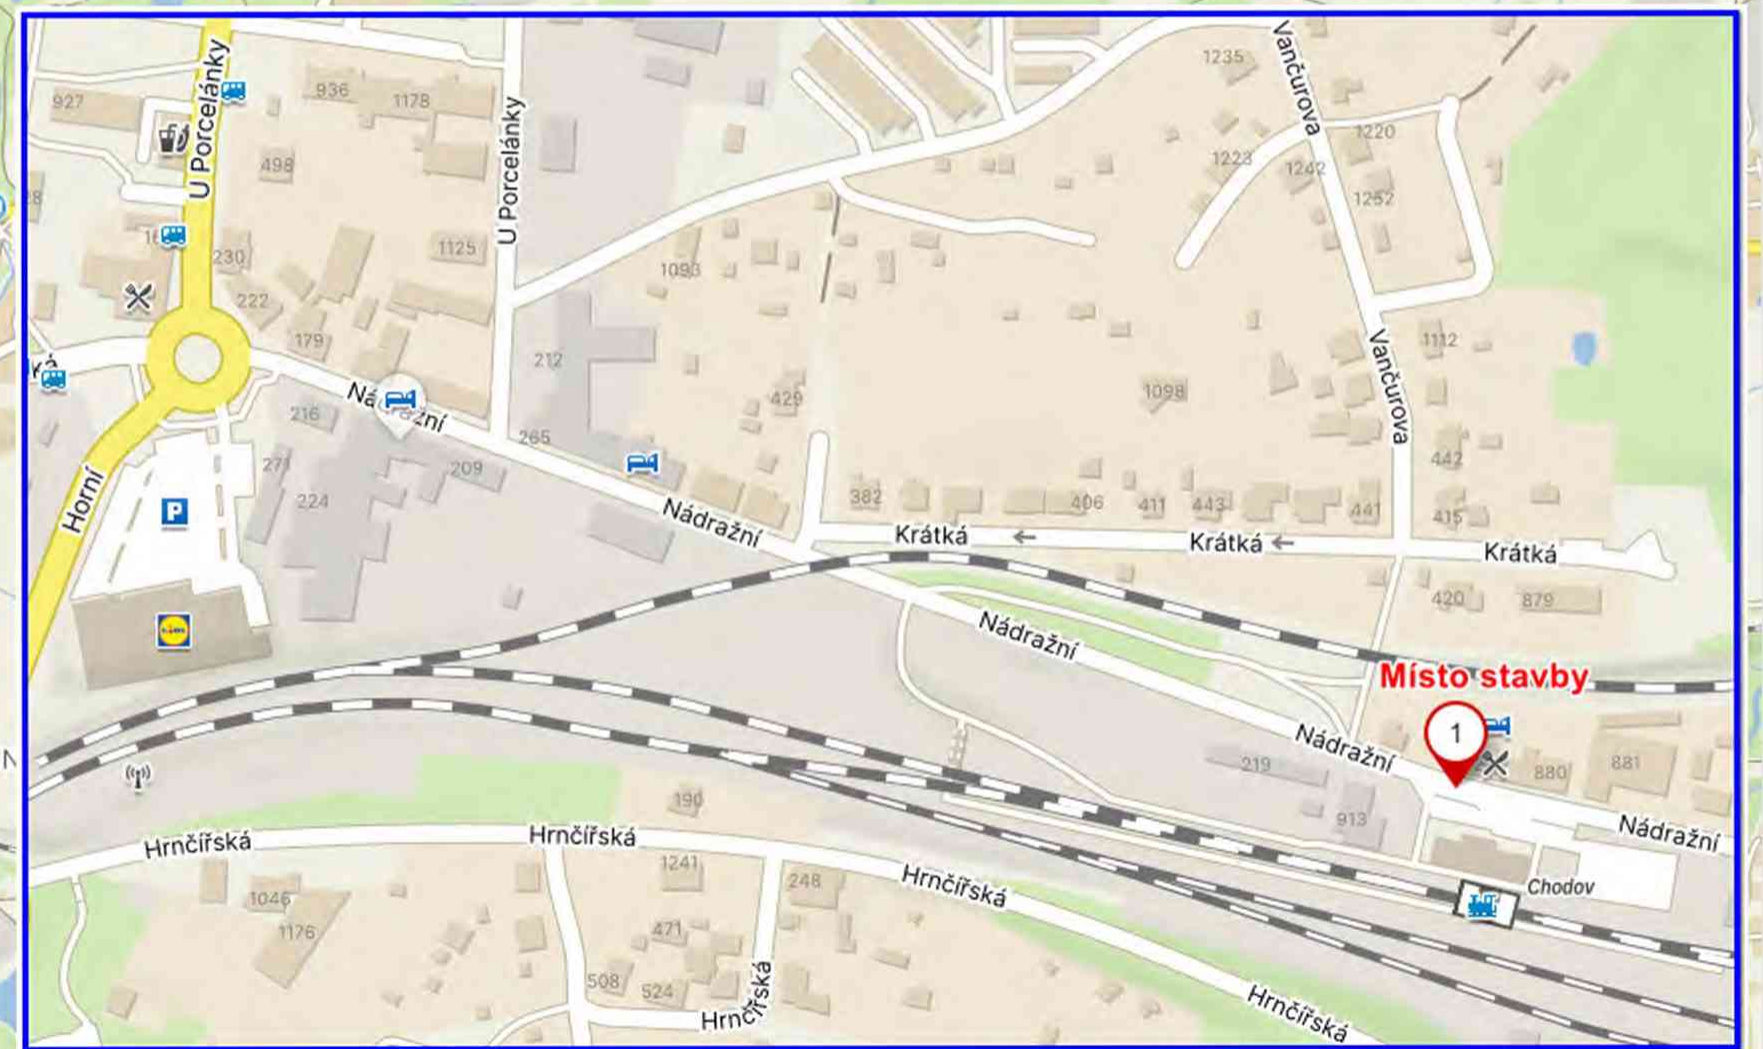 U Porcelánky
927
936
1178
U Porcelánky
1235
Vančurova
1220
498
1223
1242
1252
230
1125
1093
222
179
212
1112
Vančurova
Nádražní
216
429
1098
265
271
209
442
Horní
P
224
382
406
411
443
441
415
Nádražní
Krátká
Krátká
Krátká
420
879
LIDL
Nádražní
Místo stavby
1
Nádražní
219
880
881
190
913
Nádražní
Hrnčířská
Hrnčířská
1241
248
Hrnčířská
Chodov
1046
1176
471
508
524
Hrnčířská
Hrnčířská